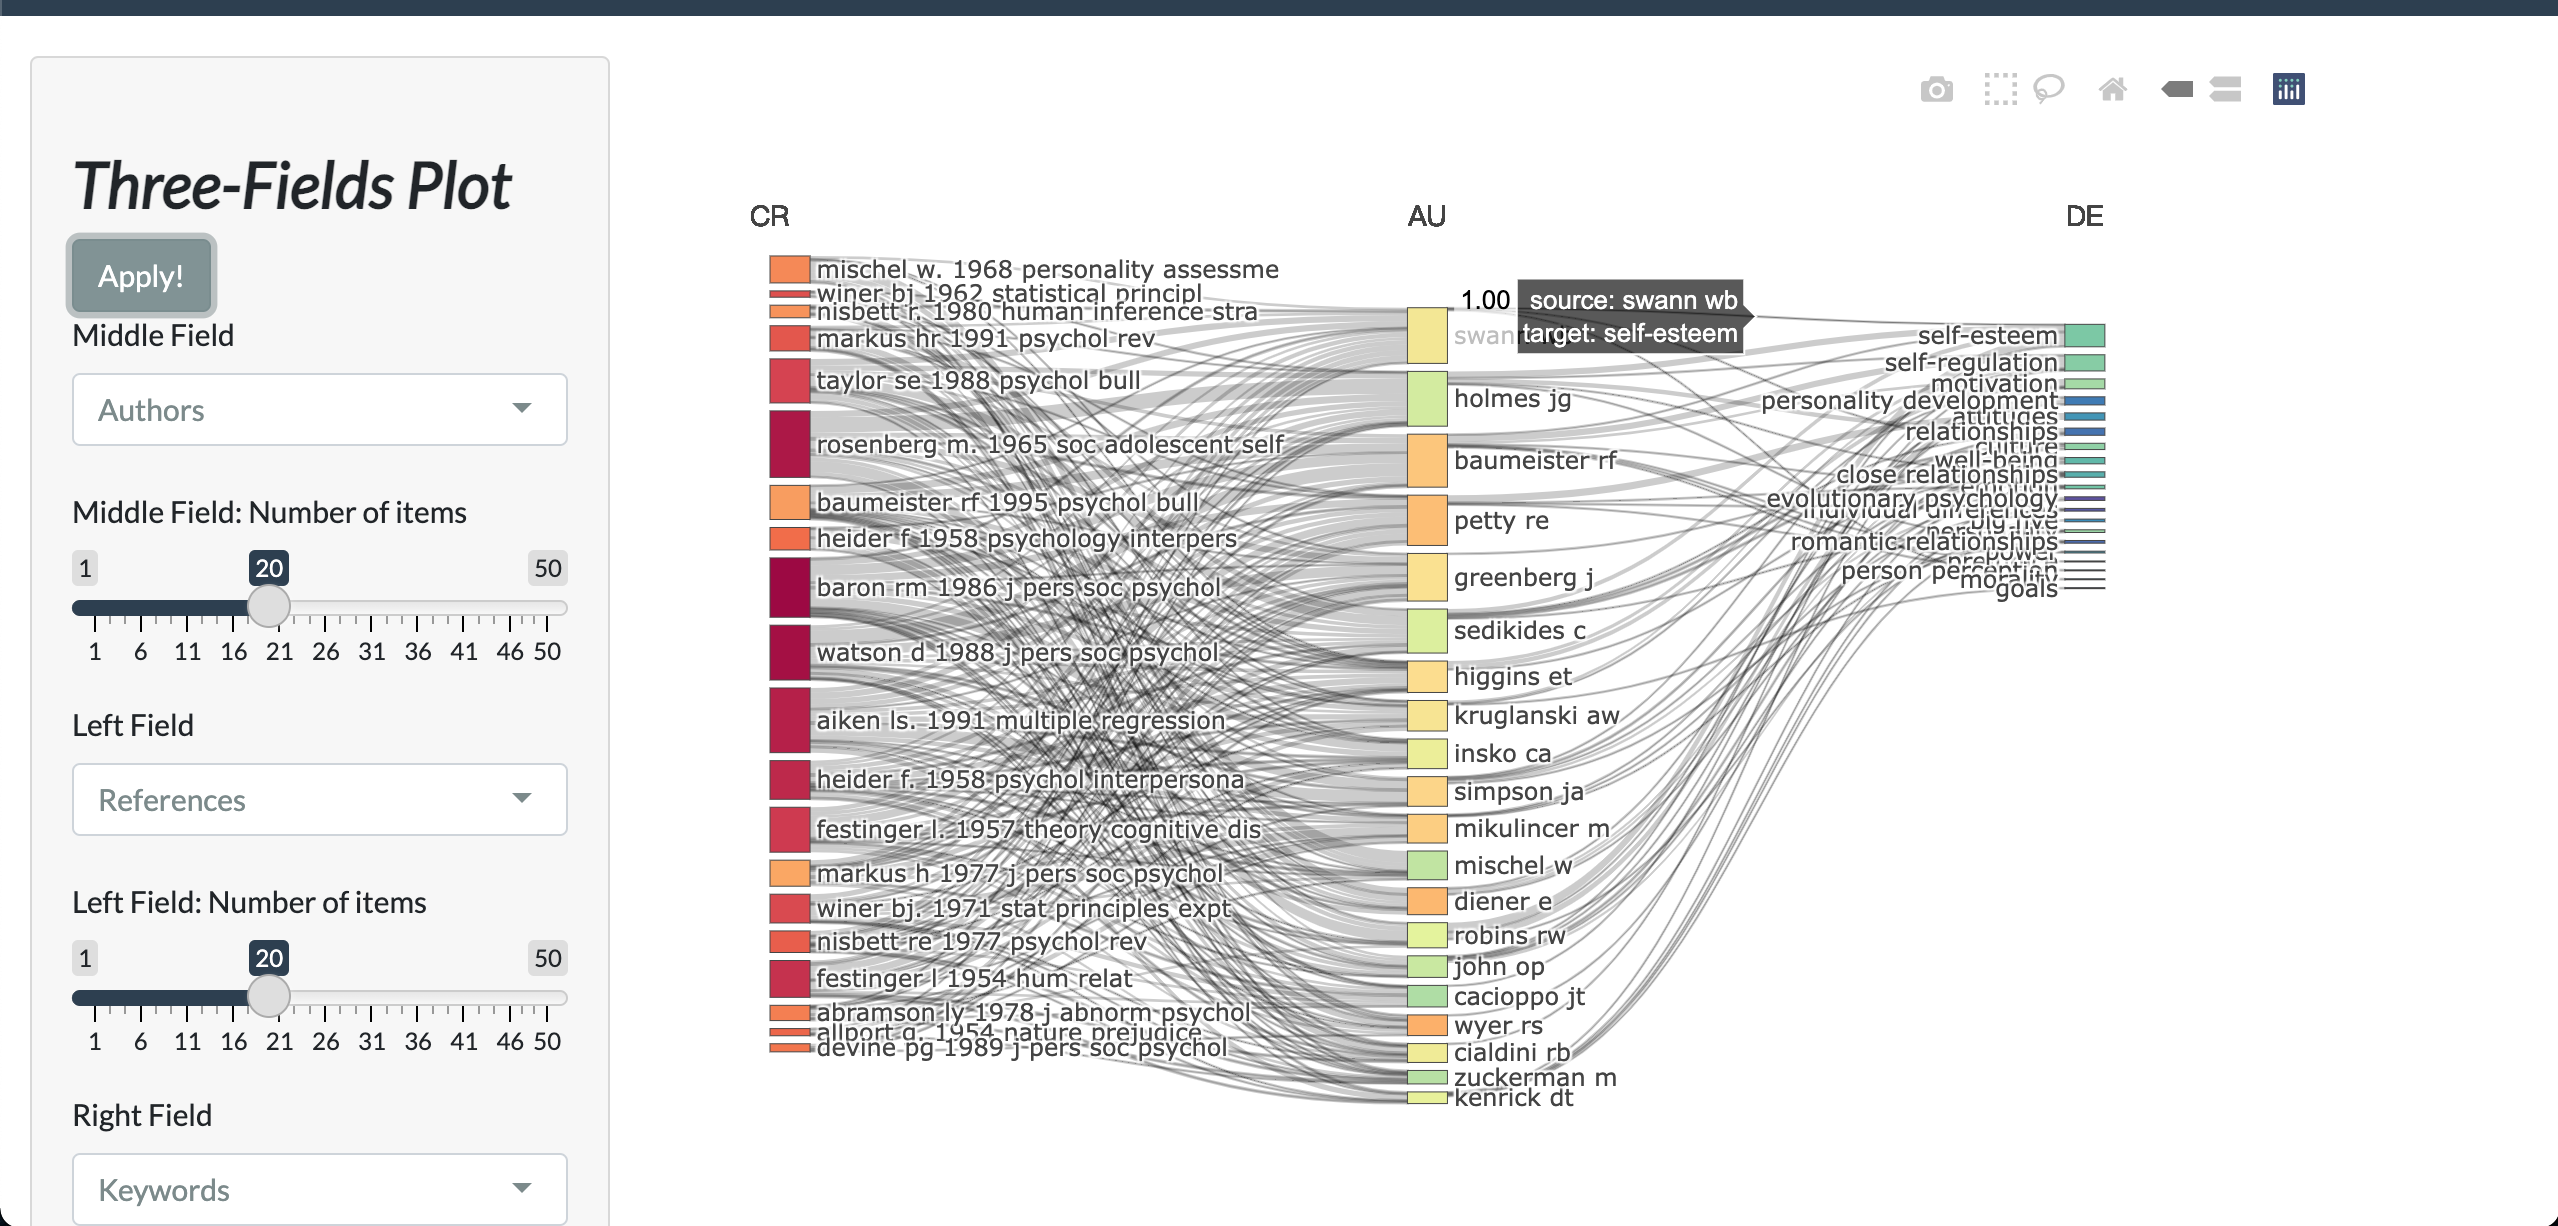 Three-Fields Plot
Apply!
Middle Field
Authors
Middle Field: Number of items
1 20 50
1 6 11 16 21 26 31 36 41 46 50
Left Field
References
Left Field: Number of items
1 20 50
1 6 11 16 21 26 31 36 41 46 50
Right Field
Keywords
CR
mischel w. 1968 personality assessme
winer bj 1962 statistical principl
nisbett r. 1980 human inference stra
markus hr 1991 psychol rev
taylor se 1988 psychol bull
rosenberg m. 1965 soc adolescent self
baumeister rf 1995 psychol bull
heider f 1958 psychology interpers
baron rm 1986 j pers soc psychol
watson d 1988 j pers soc psychol
aiken ls. 1991 multiple regression
heider f. 1958 psychol interpersona
festinger l. 1957 theory cognitive dis
markus h 1977 j pers soc psychol
winer bj. 1971 stat principles expt
nisbett re 1977 psychol rev
festinger l 1954 hum relat
abramson ly 1978 j abnorm psychol
allport g. 1954 nature prejudice
devine pg 1989 j pers soc psychol
AU
1.00
source: swann wb
target: self-esteem
holmes jg
baumeister rf
petty re
greenberg j
sedikides c
higgins et
kruglanski aw
insko ca
simpson ja
mikulincer m
mischel w
diener e
robins rw
john op
cacioppo jt
wyer rs
cialdini rb
zuckerman m
kenrick dt
DE
self-esteem
self-regulation
motivation
personality development
attitudes
relationships
culture
well-being
close relationships
evolutionary psychology
individual differences
big five
personality
romantic relationships
power
person perception
morality
goals